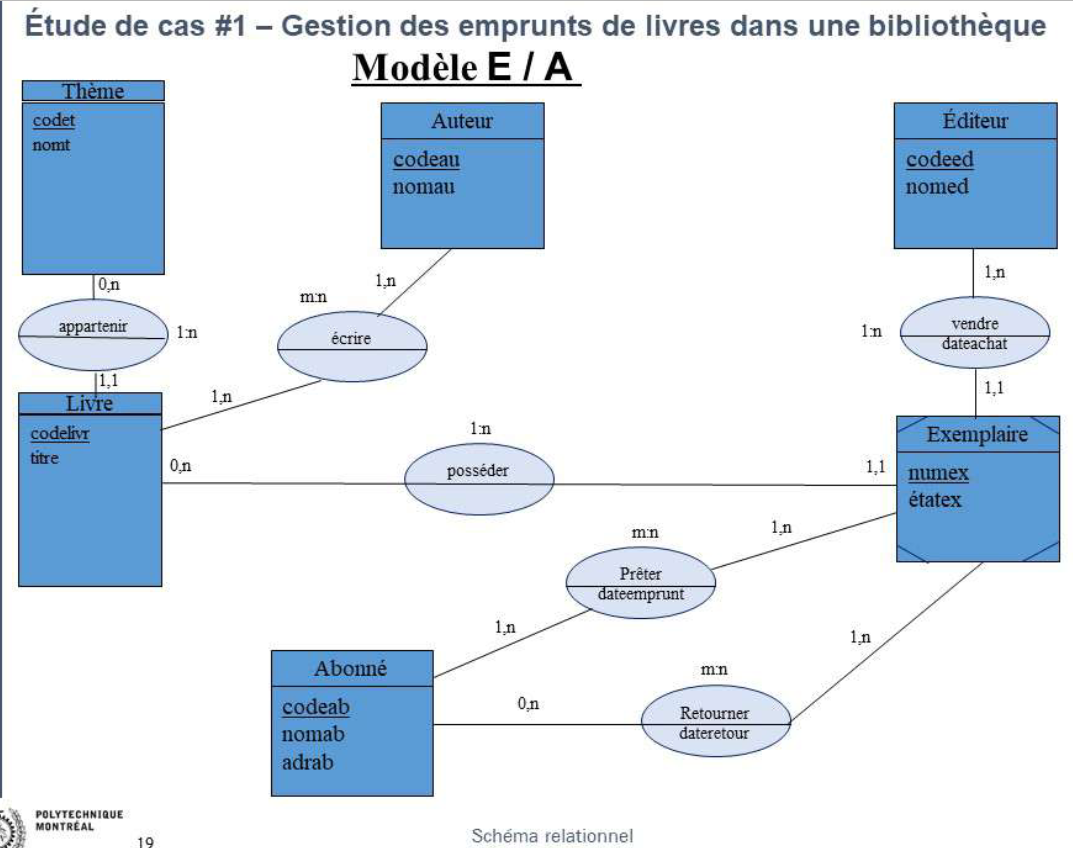 Étude de cas #1 – Gestion des emprunts de livres dans une bibliothèque
Modèle E / A
Thème
codet
nomt
Auteur
codeau
nomau
Éditeur
codeed
nomed
0,n
m:n
1,n
1,n
appartenir
1:n
écrire
1:n
vendre
dateachat
1,1
1,n
1,1
Livre
codelivr
titre
0,n
1:n
posséder
1,1
Exemplaire
numex
étatex
m:n
1,n
Prêter
dateemprunt
1,n
1,n
Abonné
codeab
nomab
adrab
0,n
m:n
Retourner
dateretour
POLYTECHNIQUE
MONTRÉAL
19
Schéma relationnel